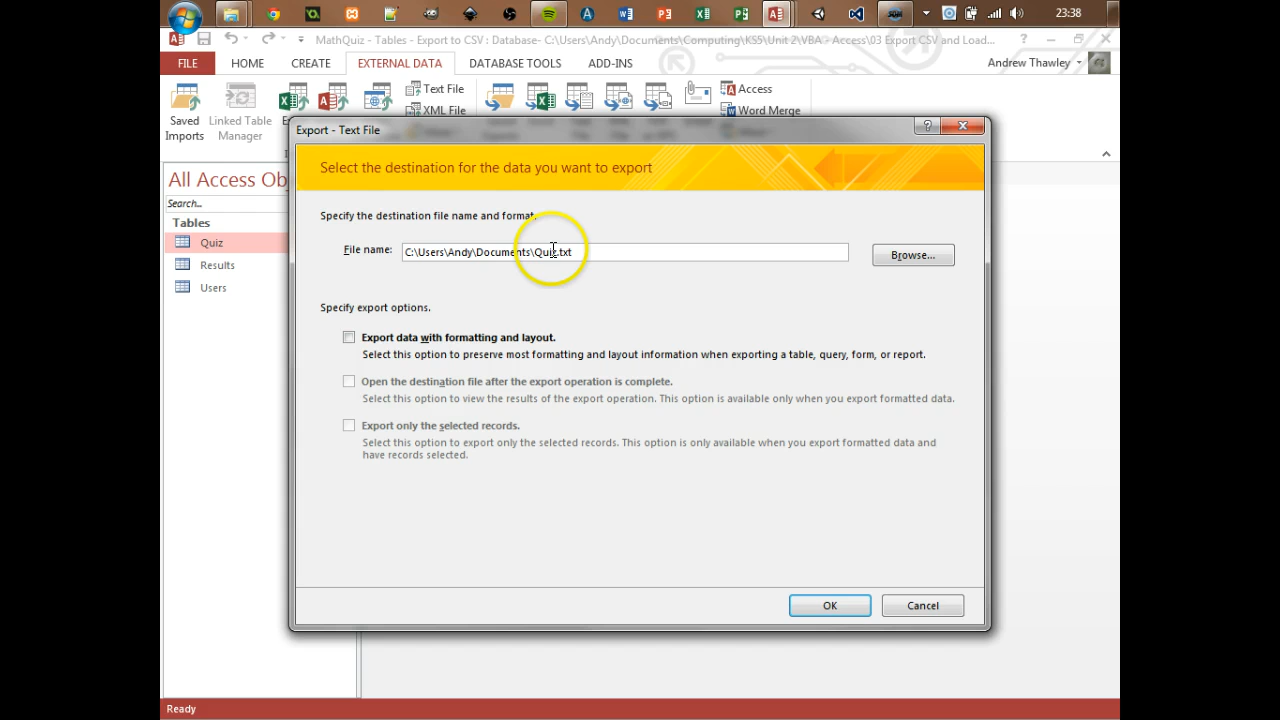 23:38
MathQuiz - Tables - Export to CSV : Database- C:\Users\Andy\Documents\Computing\KS5\Unit 2\VBA - Access\03 Export CSV and Load...
FILE HOME CREATE EXTERNAL DATA DATABASE TOOLS ADD-INS Andrew Thawley
Saved Imports
Linked Table Manager
Text File
XML File
Access
Word Merge
Export - Text File
Select the destination for the data you want to export
All Access Ob
Search...
Tables
Quiz
Results
Users
Specify the destination file name and format.
File name: C:\Users\Andy\Documents\Quiz.txt Browse...
Specify export options.
Export data with formatting and layout.
Select this option to preserve most formatting and layout information when exporting a table, query, form, or report.
Open the destination file after the export operation is complete.
Select this option to view the results of the export operation. This option is available only when you export formatted data.
Export only the selected records.
Select this option to export only the selected records. This option is only available when you export formatted data and
have records selected.
OK Cancel
Ready